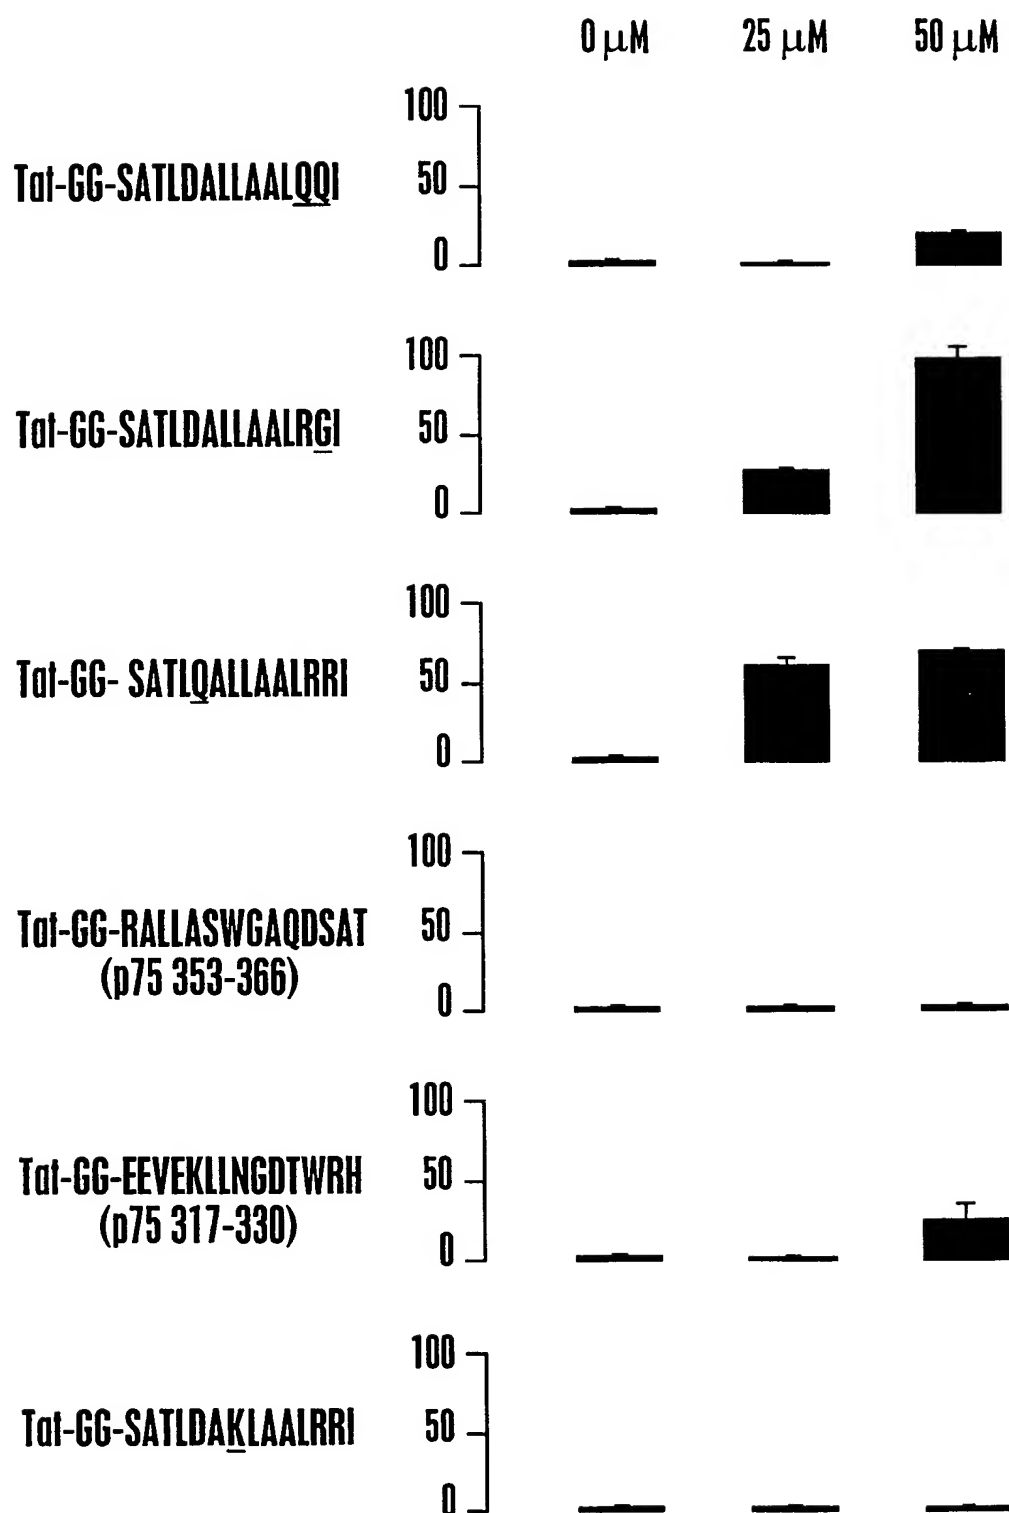 0 μM 25 μM 50 μM
100
Tat-GG-SATLDALLAALQQI 50
0
100
Tat-GG-SATLDALLAALRGI 50
0
100
Tat-GG- SATLQALLAALRRI 50
0
100
Tat-GG-RALLASWGAQDSAT 50
(p75 353-366)
0
100
Tat-GG-EEVEKLLNGDTWRH 50
(p75 317-330)
0
100
Tat-GG-SATLDAKLAALRRI 50
0